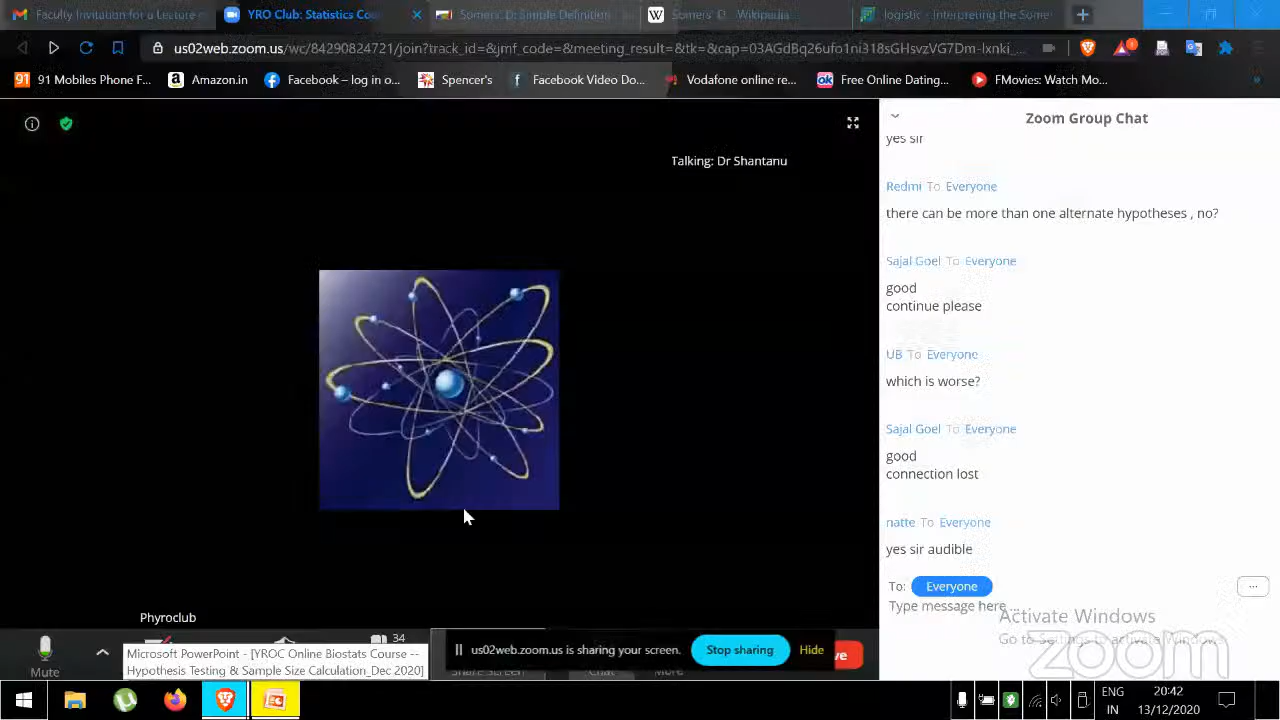 Faculty Invitation for a Lecture
YRO Club: Statistics Cou
Somers' D: Simple Definition
Somers' D - Wikipedia
logistic - Interpreting the Somer
us02web.zoom.us/wc/84290824721/join?track_id=&jmf_code=&meeting_result=&tk=&cap=
91 Mobiles Phone F...
Amazon.in
Facebook – log in o...
Spencer's
Facebook Video Do...
Vodafone online re...
Free Online Dating...
FMovies: Watch Mo...
Talking: Dr Shantanu
Phyroclub
Mute
34
Microsoft PowerPoint - [YROC Online Biostats Course --
Hypothesis Testing & Sample Size Calculation_Dec 2020]
us02web.zoom.us is sharing your screen.
Stop sharing
Hide
Share Screen
Chat
More
Zoom Group Chat
yes sir
Redmi To Everyone
there can be more than one alternate hypotheses , no?
Sajal Goel To Everyone
good
continue please
UB To Everyone
which is worse?
Sajal Goel To Everyone
good
connection lost
natte To Everyone
yes sir audible
To: Everyone
Type message here ...
Activate Windows
Go to Settings to activate Windows.
zoom
ENG
IN
20:42
13/12/2020